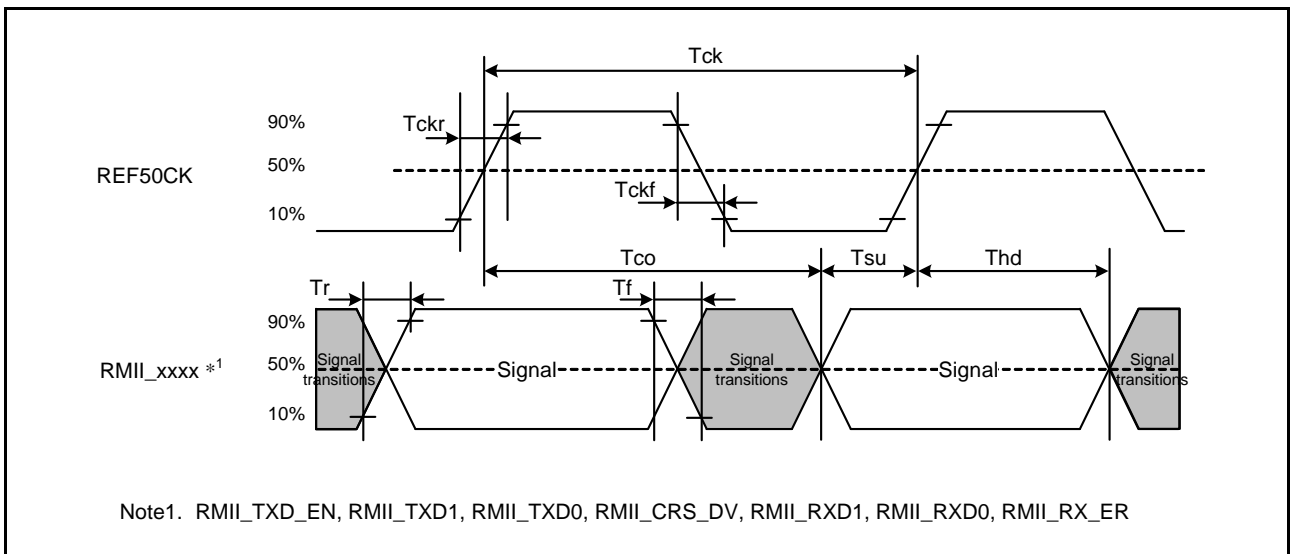 Tck
90%
Tckr
50%
REF50CK
Tckf
10%
Tco
Tsu
Thd
Tr
Tf
90%
RMII_xxxx *1
50%
Signal transitions
Signal
Signal transitions
Signal
Signal transitions
10%
Note1. RMII_TXD_EN, RMII_TXD1, RMII_TXD0, RMII_CRS_DV, RMII_RXD1, RMII_RXD0, RMII_RX_ER